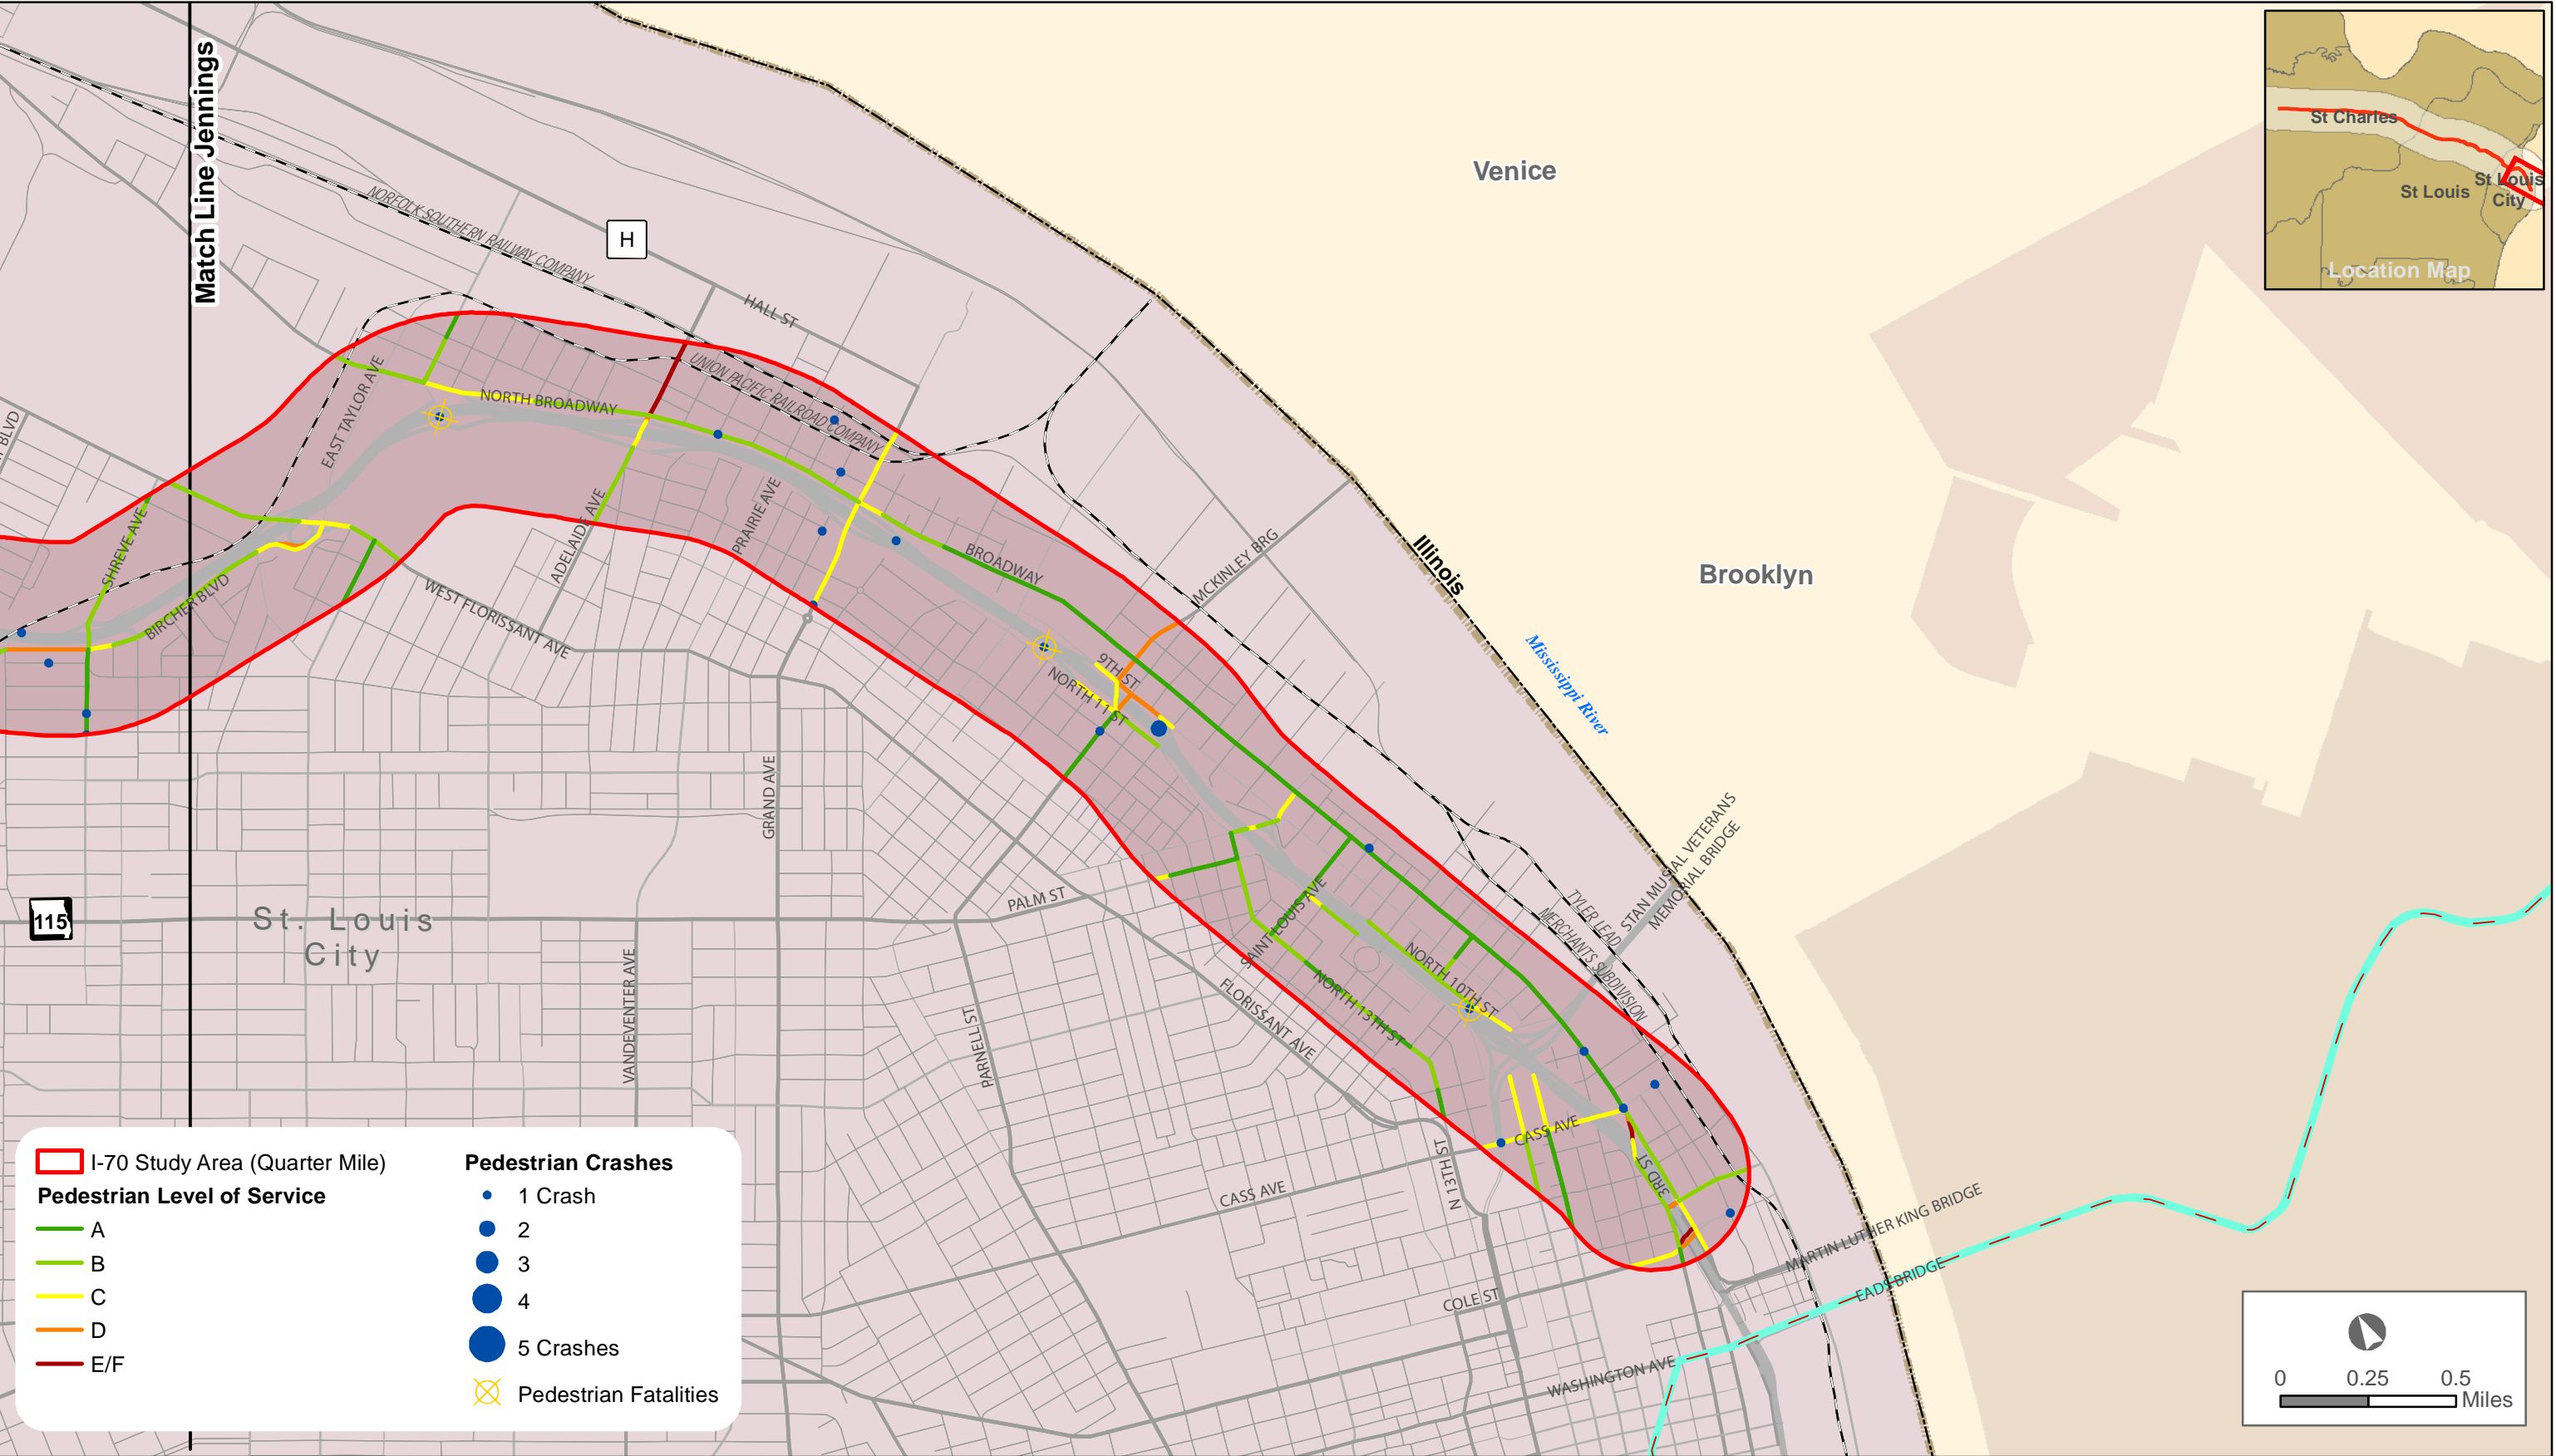 Match Line Jennings
NORFOLK SOUTHERN RAILWAY COMPANY
H
HALL ST
UNION PACIFIC RAILROAD COMPANY
NORTH BROADWAY
EAST TAYLOR AVE
BLVD
SHREVE AVE
BIRCHER BLVD
ADELAIDE AVE
PRAIRIE AVE
WEST FLORISSANT AVE
BROADWAY
MCKINLEY BRG
9TH ST
NORTH 11 ST
GRAND AVE
PALM ST
SAINT LOUIS AVE
NORTH 10TH ST
NORTH 13TH ST
FLORISSANT AVE
PARNELL ST
VANDEVENTER AVE
TYLER LEAD
MERCHANTS SUBDIVISION
STAN MUSIAL VETERANS
MEMORIAL BRIDGE
CASS AVE
CASS AVE
3RD ST
N 13TH ST
COLE ST
WASHINGTON AVE
MARTIN LUTHER KING BRIDGE
EADS BRIDGE
115
St. Louis
City
Venice
Brooklyn
Illinois
Mississippi River
St Charles
St Louis
St Louis
City
Location Map
I-70 Study Area (Quarter Mile)
Pedestrian Level of Service
A
B
C
D
E/F
Pedestrian Crashes
1 Crash
2
3
4
5 Crashes
Pedestrian Fatalities
0 0.25 0.5
Miles